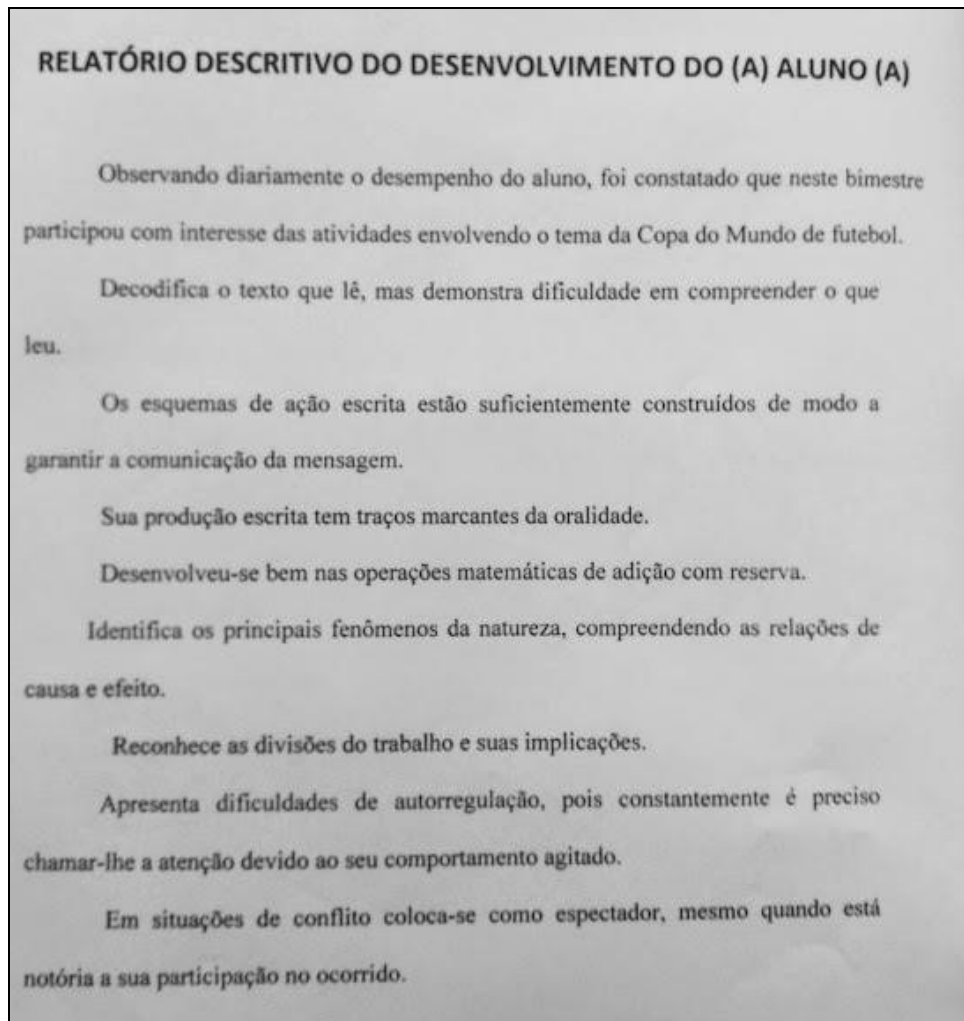 RELATÓRIO DESCRITIVO DO DESENVOLVIMENTO DO (A) ALUNO (A)
Observando diariamente o desempenho do aluno, foi constatado que neste bimestre
participou com interesse das atividades envolvendo o tema da Copa do Mundo de futebol.
Decodifica o texto que lê, mas demonstra dificuldade em compreender o que
leu.
Os esquemas de ação escrita estão suficientemente construídos de modo a
garantir a comunicação da mensagem.
Sua produção escrita tem traços marcantes da oralidade.
Desenvolveu-se bem nas operações matemáticas de adição com reserva.
Identifica os principais fenômenos da natureza, compreendendo as relações de
causa e efeito.
Reconhece as divisões do trabalho e suas implicações.
Apresenta dificuldades de autorregulação, pois constantemente é preciso
chamar-lhe a atenção devido ao seu comportamento agitado.
Em situações de conflito coloca-se como espectador, mesmo quando está
notória a sua participação no ocorrido.